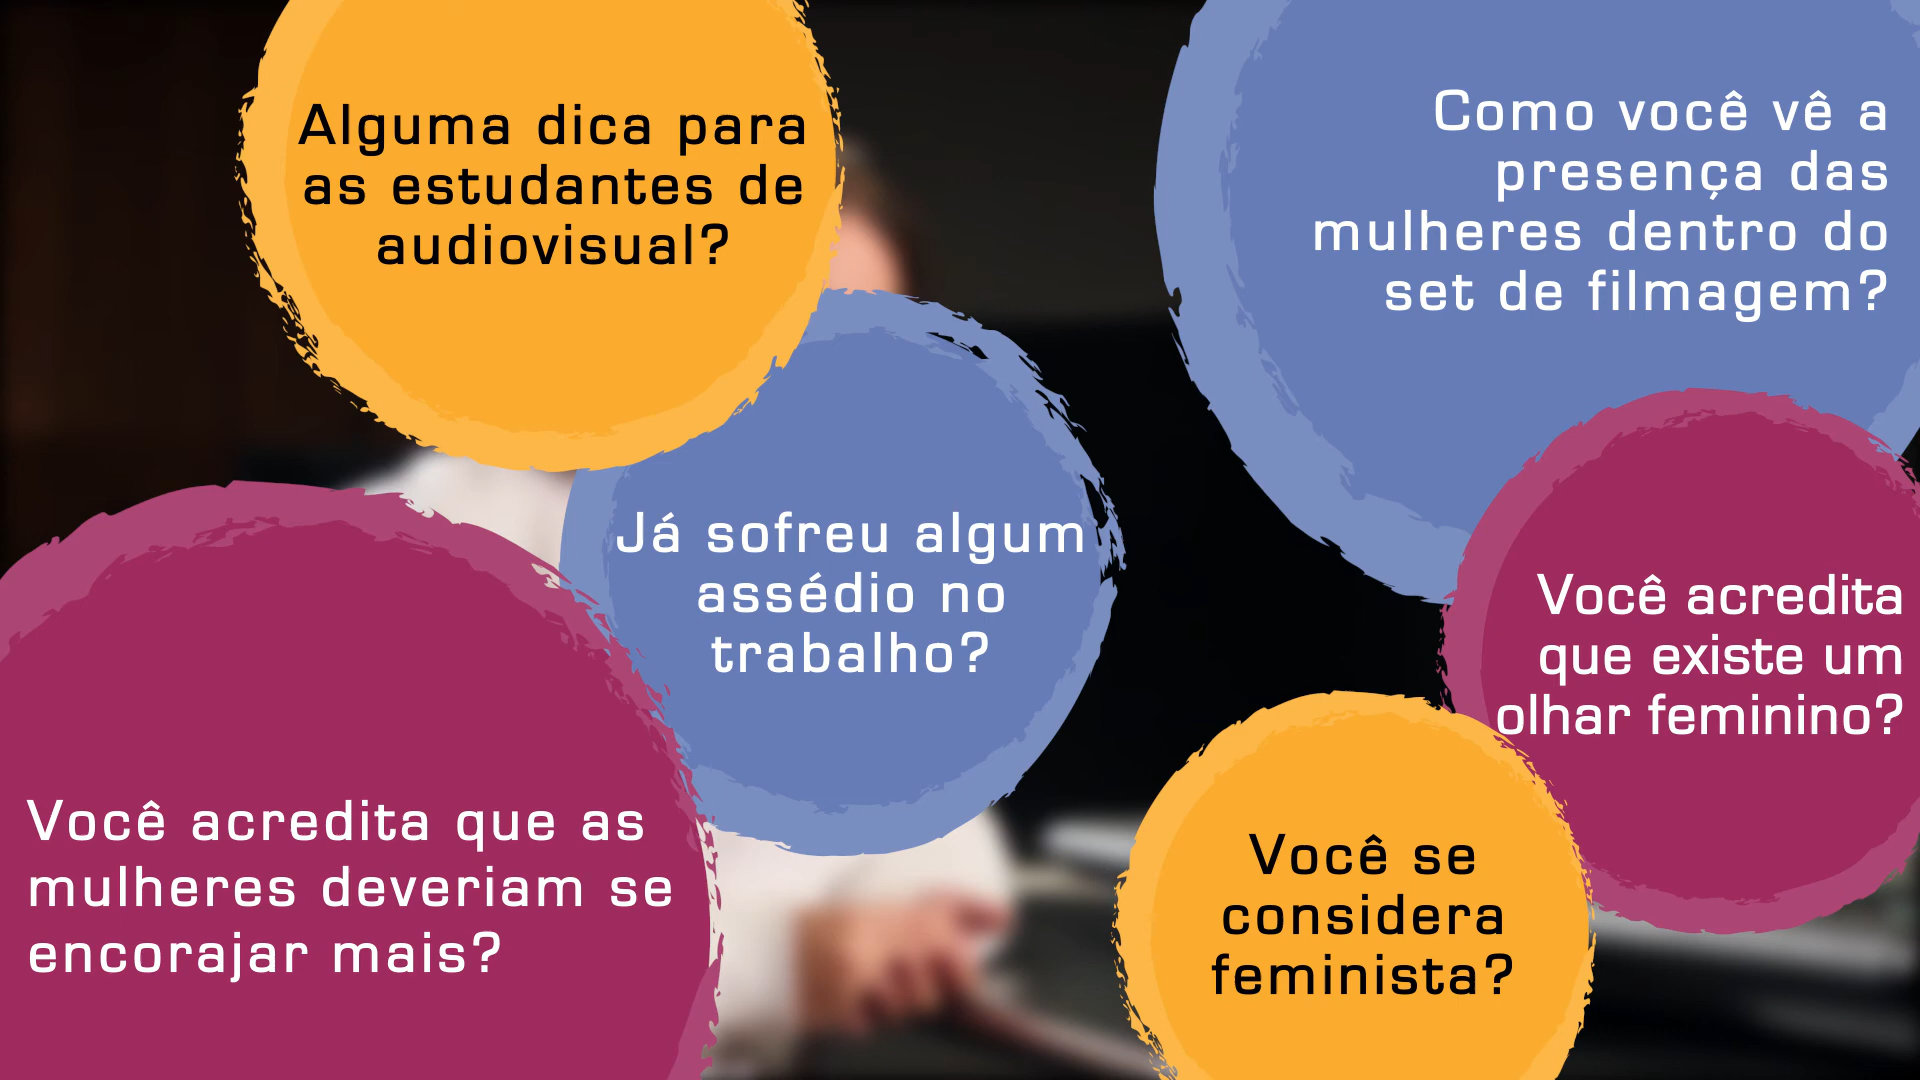 Alguma dica para
as estudantes de
audiovisual?
Como você vê a
presença das
mulheres dentro do
set de filmagem?
Já sofreu algum
assédio no
trabalho?
Você acredita
que existe um
olhar feminino?
Você acredita que as
mulheres deveriam se
encorajar mais?
Você se
considera
feminista?